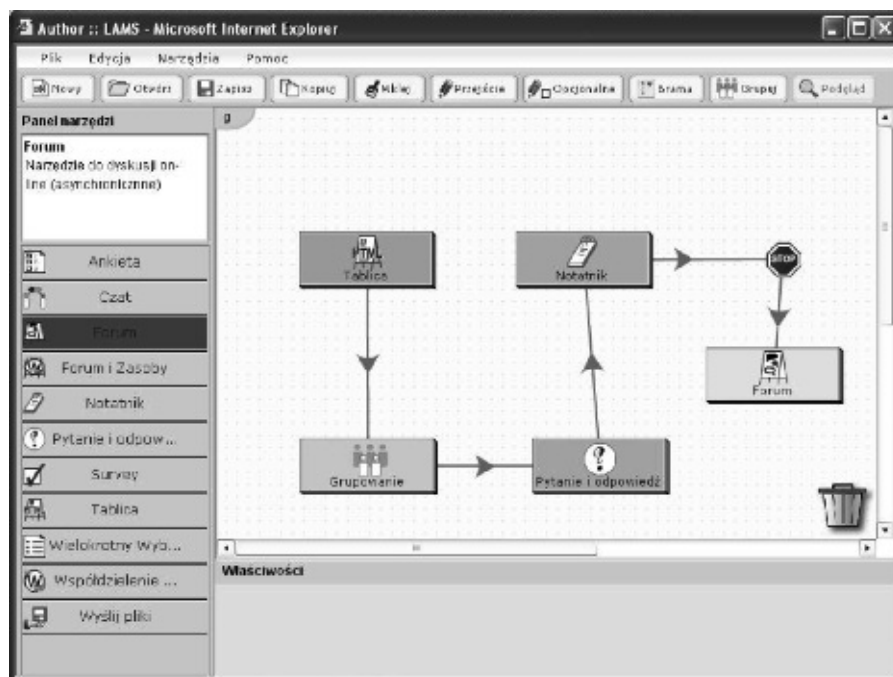 Author :: LAMS - Microsoft Internet Explorer
Plik Edycja Narzędzia Pomoc
Nowy Otwórz Zapisz Kopiuj Wklej Przejście Opcjonalne Brama Grupuj Podgląd
Panel narzędzi
Forum
Narzędzie do dyskusji on-
line (asynchroniczne)
Ankieta
Czat
Forum
Forum i Zasoby
Notatnik
Pytanie i odpow...
Survey
Tablica
Wielokrotny Wyb...
Współdzielenie ...
Wyślij pliki
g
HTML
Tablica
Notatnik
STOP
Forum
Grupowanie
Pytanie i odpowiedź
Właściwości